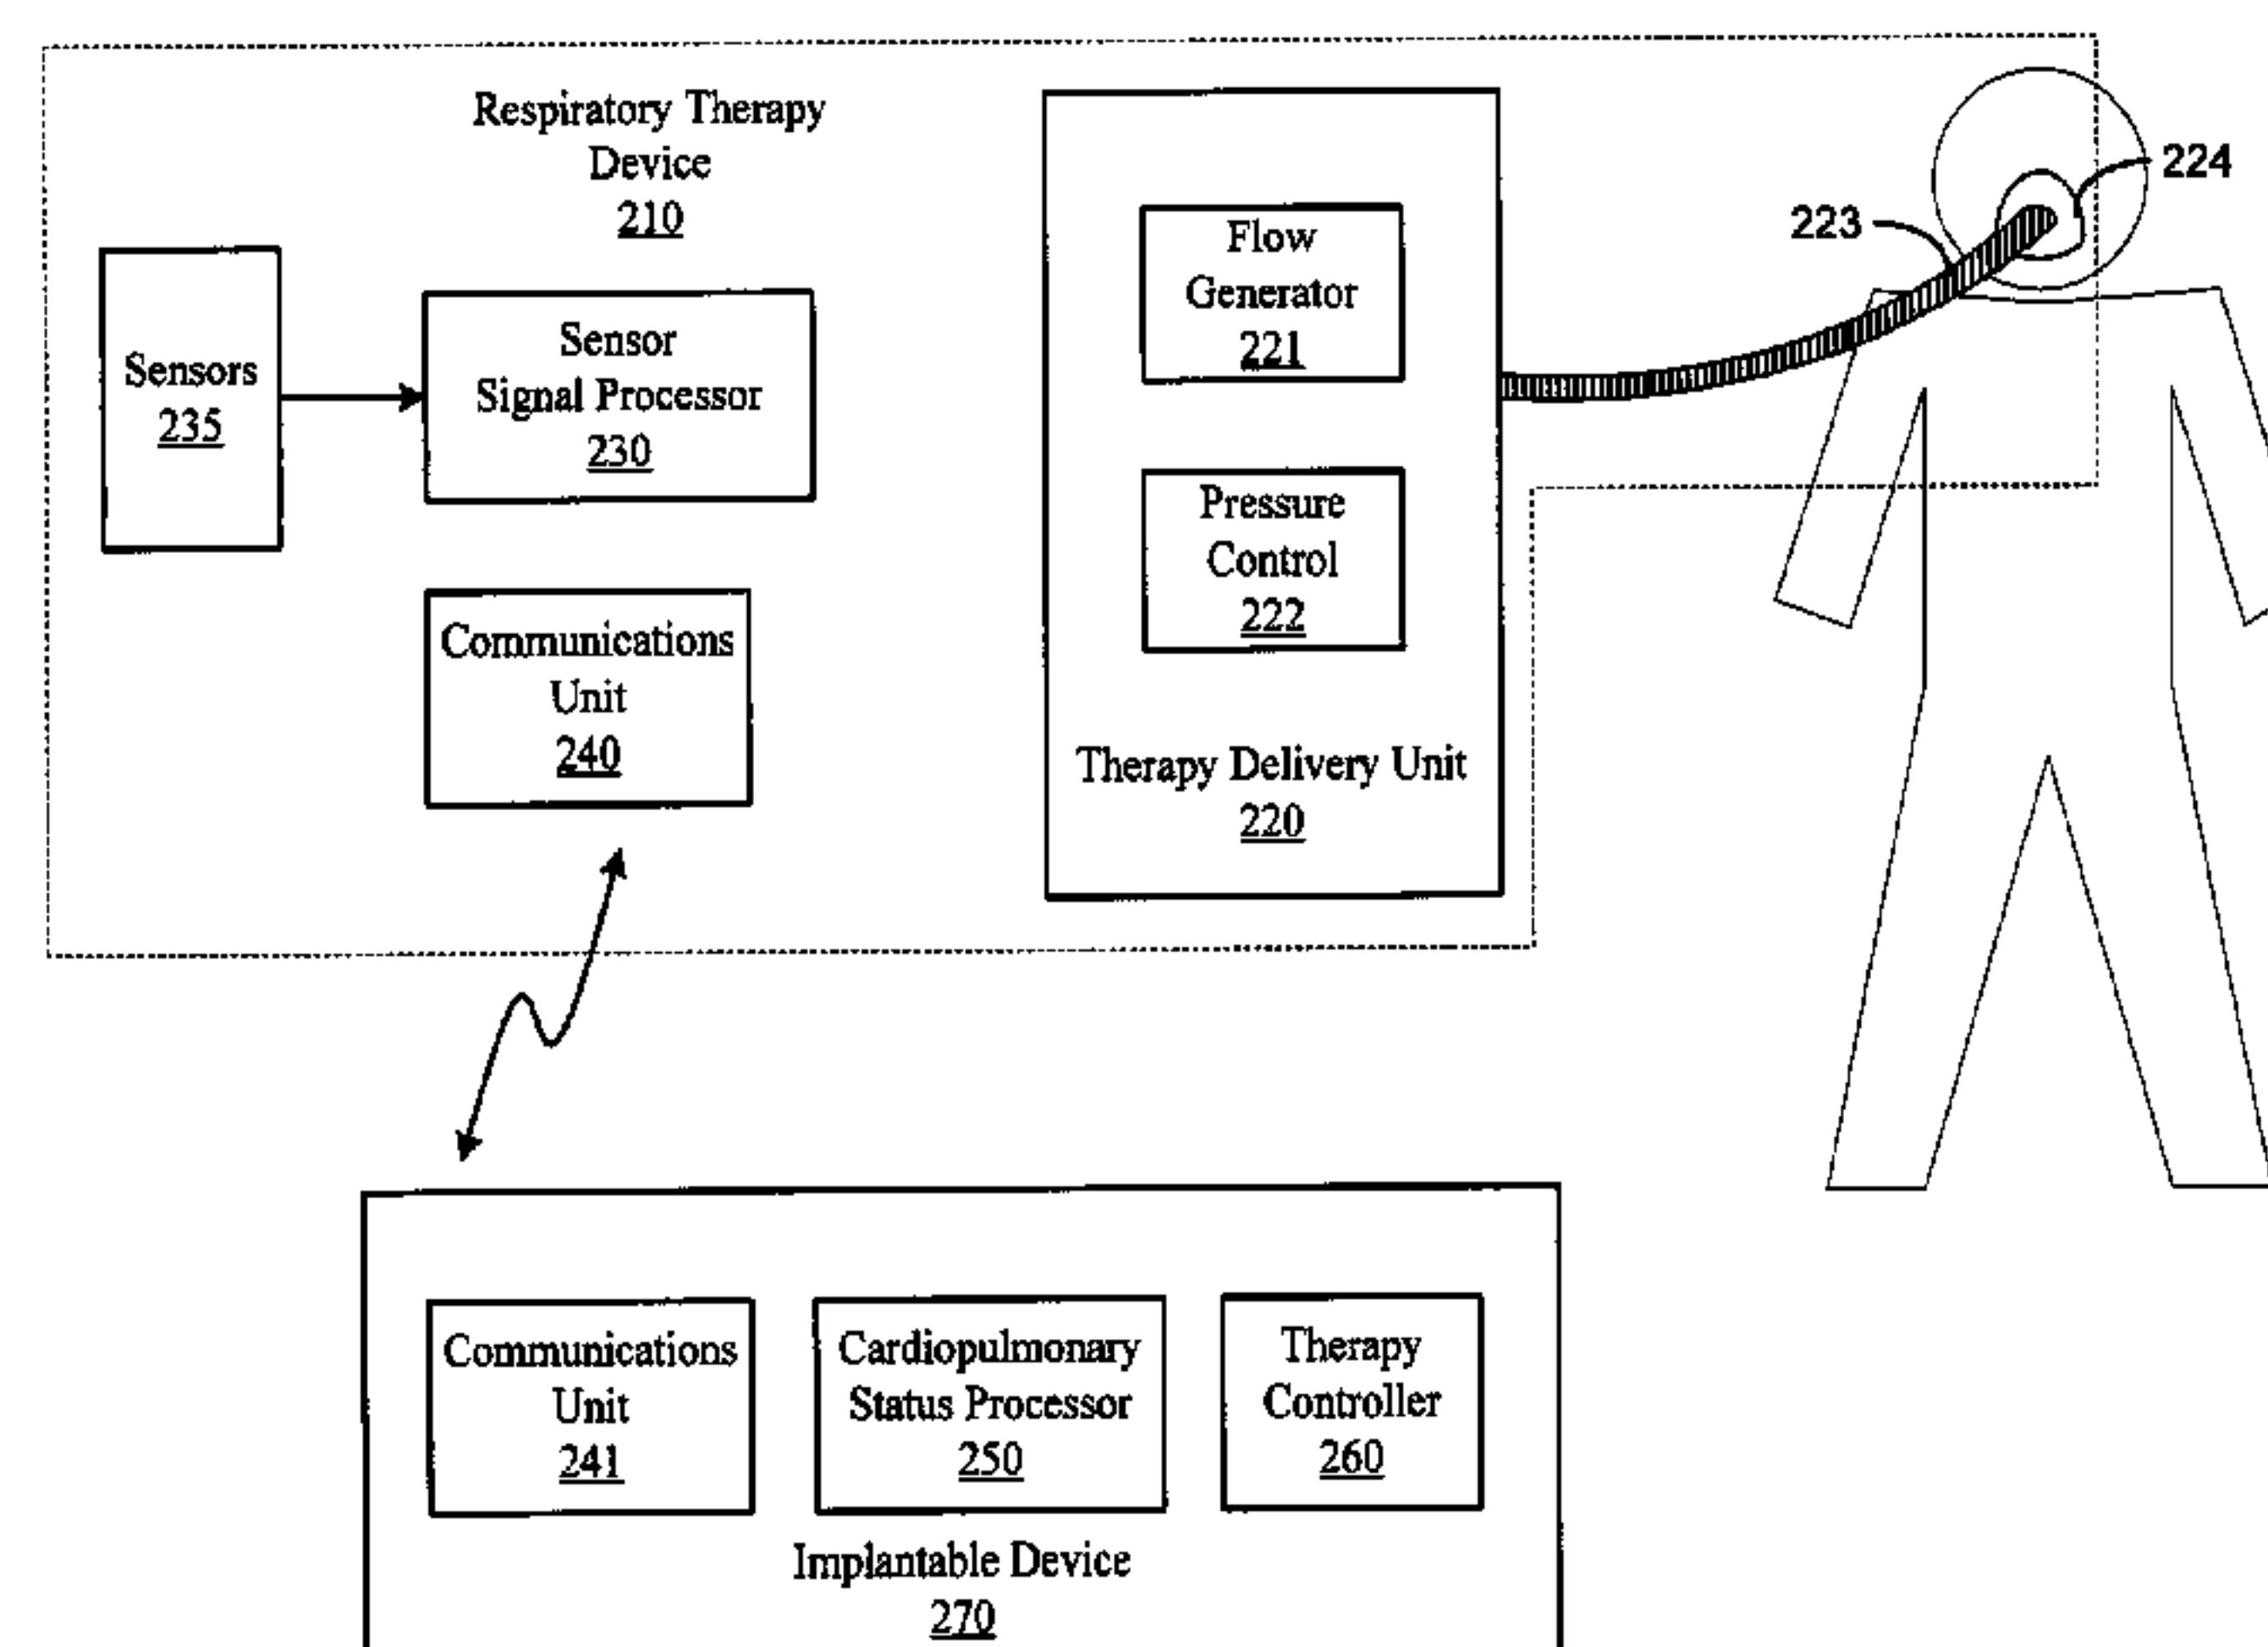 Respiratory Therapy
Device
210
Sensors
235
Sensor
Signal Processor
230
Communications
Unit
240
Flow
Generator
221
Pressure
Control
222
Therapy Delivery Unit
220
223
224
Communications
Unit
241
Cardiopulmonary
Status Processor
250
Therapy
Controller
260
Implantable Device
270